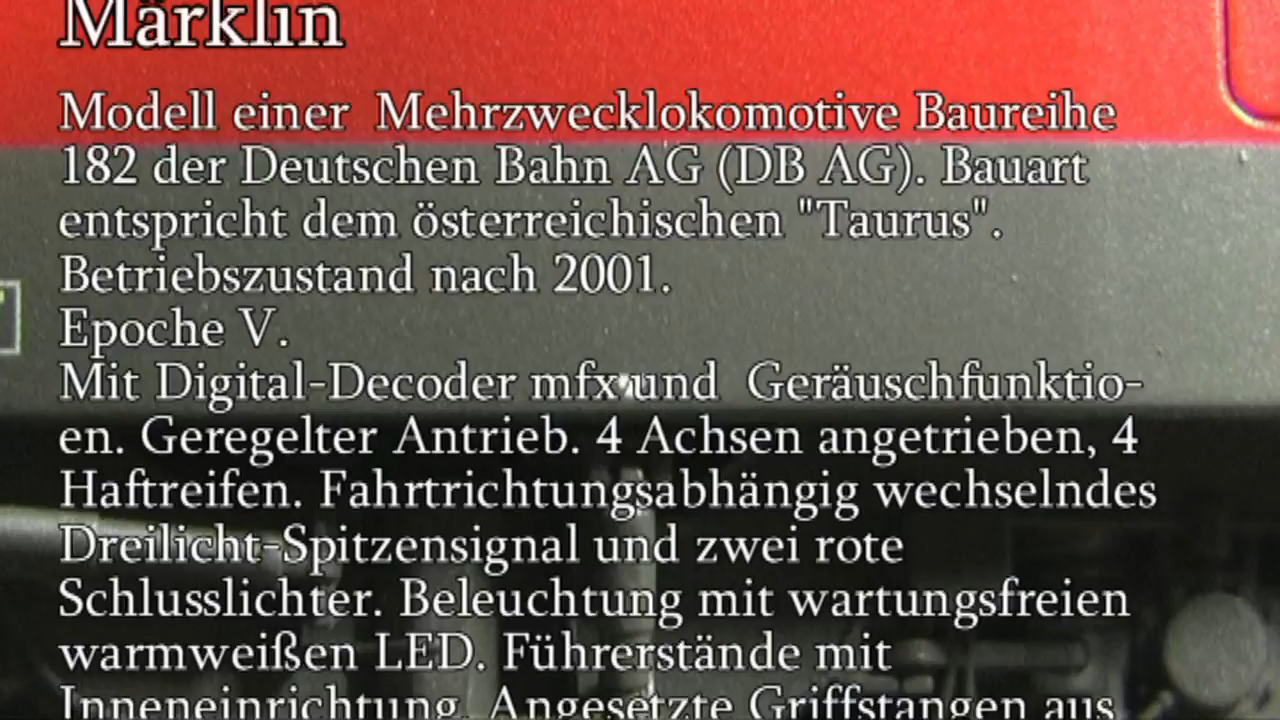 Märklin
Modell einer Mehrzwecklokomotive Baureihe
182 der Deutschen Bahn AG (DB AG). Bauart
entspricht dem österreichischen "Taurus".
Betriebszustand nach 2001.
Epoche V.
Mit Digital-Decoder mfx und Geräuschfunktio-
en. Geregelter Antrieb. 4 Achsen angetrieben, 4
Haftreifen. Fahrtrichtungsabhängig wechselndes
Dreilicht-Spitzensignal und zwei rote
Schlusslichter. Beleuchtung mit wartungsfreien
warmweißen LED. Führerstände mit
Inneneinrichtung. Angesetzte Griffstangen aus